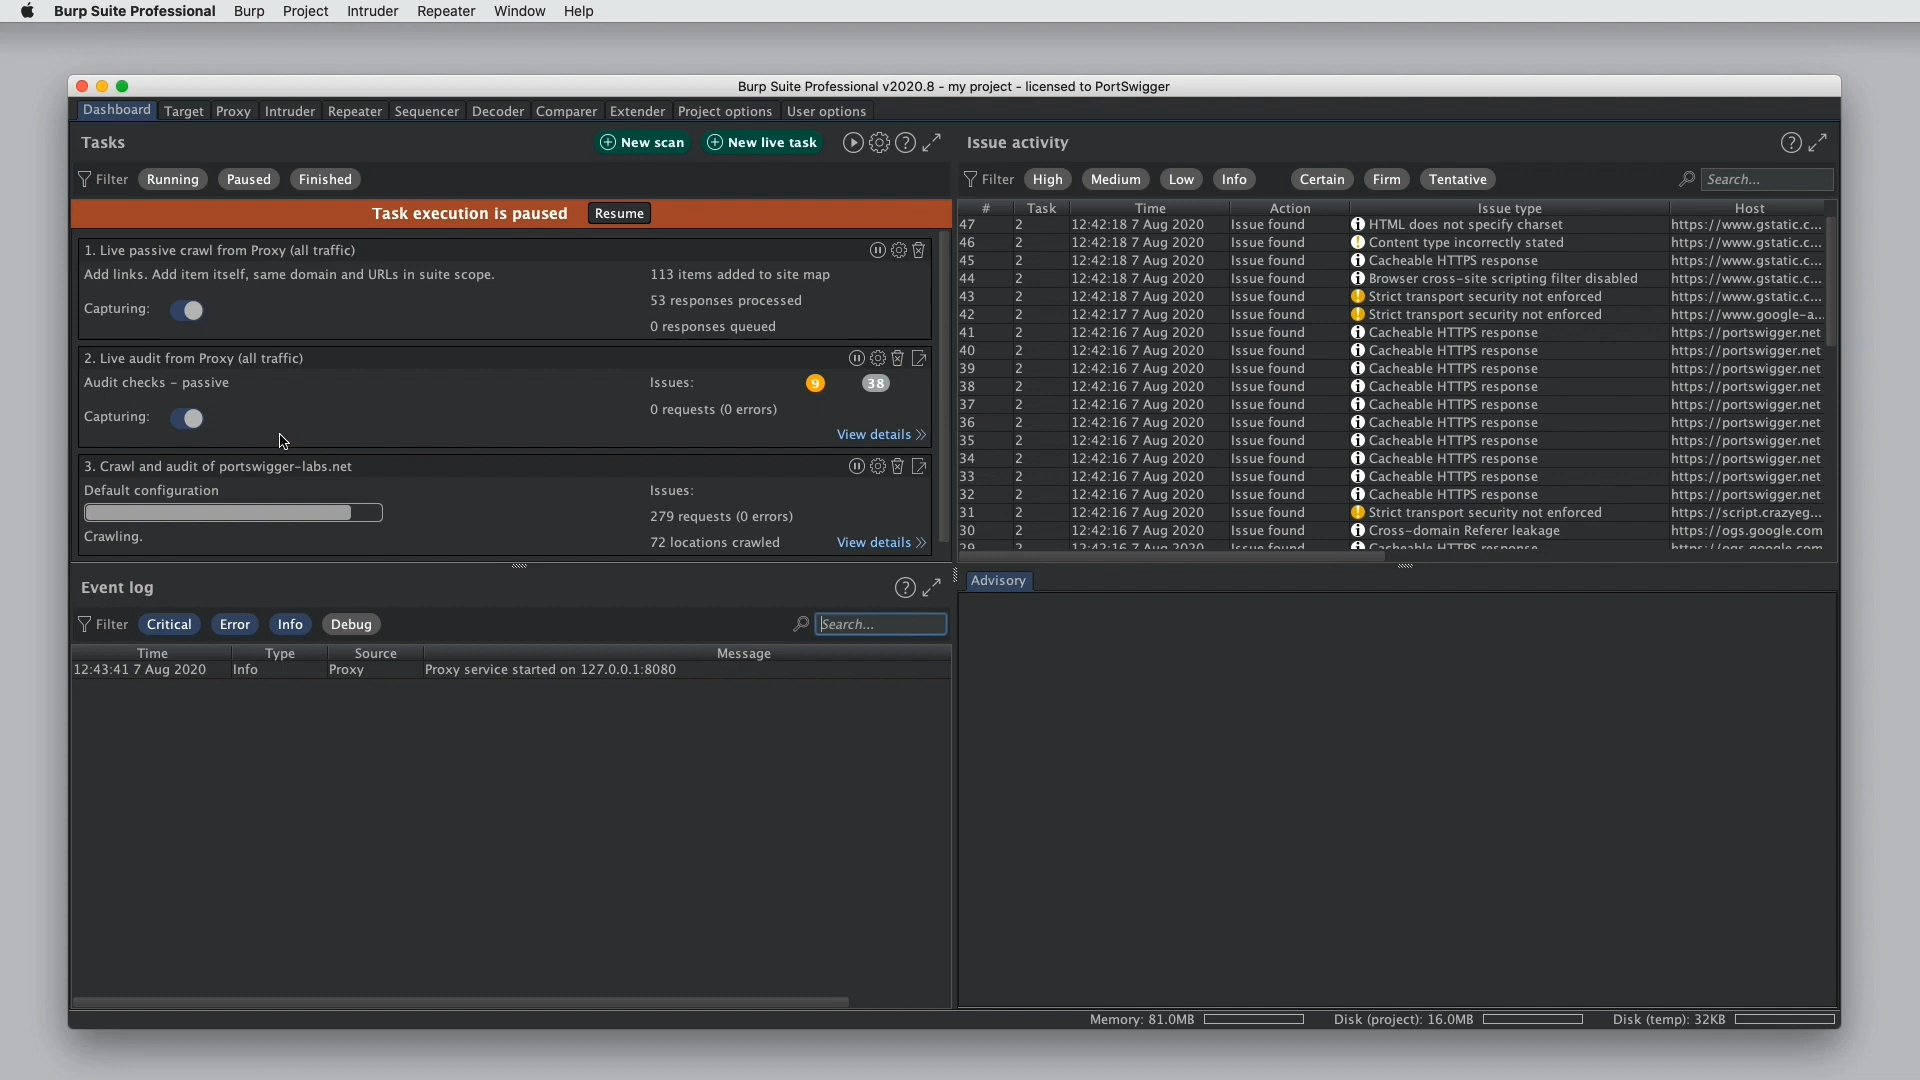 Burp Suite Professional Burp Project Intruder Repeater Window Help
Burp Suite Professional v2020.8 - my project - licensed to PortSwigger
Dashboard Target Proxy Intruder Repeater Sequencer Decoder Comparer Extender Project options User options
Tasks New scan New live task
Filter Running Paused Finished
Task execution is paused Resume
1. Live passive crawl from Proxy (all traffic)
Add links. Add item itself, same domain and URLs in suite scope. 113 items added to site map
53 responses processed
Capturing:
0 responses queued
2. Live audit from Proxy (all traffic)
Audit checks - passive Issues: 9 38
0 requests (0 errors)
Capturing:
View details
3. Crawl and audit of portswigger-labs.net
Default configuration Issues:
279 requests (0 errors)
Crawling. 72 locations crawled View details
Event log
Filter Critical Error Info Debug Search...
Time Type Source Message
12:43:41 7 Aug 2020 Info Proxy Proxy service started on 127.0.0.1:8080
Issue activity
Filter High Medium Low Info Certain Firm Tentative Search...
# Task Time Action Issue type Host
47 2 12:42:18 7 Aug 2020 Issue found HTML does not specify charset https://www.gstatic.c...
46 2 12:42:18 7 Aug 2020 Issue found Content type incorrectly stated https://www.gstatic.c...
45 2 12:42:18 7 Aug 2020 Issue found Cacheable HTTPS response https://www.gstatic.c...
44 2 12:42:18 7 Aug 2020 Issue found Browser cross-site scripting filter disabled https://www.gstatic.c...
43 2 12:42:18 7 Aug 2020 Issue found Strict transport security not enforced https://www.gstatic.c...
42 2 12:42:17 7 Aug 2020 Issue found Strict transport security not enforced https://www.google-a...
41 2 12:42:16 7 Aug 2020 Issue found Cacheable HTTPS response https://portswigger.net
40 2 12:42:16 7 Aug 2020 Issue found Cacheable HTTPS response https://portswigger.net
39 2 12:42:16 7 Aug 2020 Issue found Cacheable HTTPS response https://portswigger.net
38 2 12:42:16 7 Aug 2020 Issue found Cacheable HTTPS response https://portswigger.net
37 2 12:42:16 7 Aug 2020 Issue found Cacheable HTTPS response https://portswigger.net
36 2 12:42:16 7 Aug 2020 Issue found Cacheable HTTPS response https://portswigger.net
35 2 12:42:16 7 Aug 2020 Issue found Cacheable HTTPS response https://portswigger.net
34 2 12:42:16 7 Aug 2020 Issue found Cacheable HTTPS response https://portswigger.net
33 2 12:42:16 7 Aug 2020 Issue found Cacheable HTTPS response https://portswigger.net
32 2 12:42:16 7 Aug 2020 Issue found Cacheable HTTPS response https://portswigger.net
31 2 12:42:16 7 Aug 2020 Issue found Strict transport security not enforced https://script.crazyeg...
30 2 12:42:16 7 Aug 2020 Issue found Cross-domain Referer leakage https://ogs.google.com
29 2 12:42:16 7 Aug 2020 Issue found Cacheable HTTPS response https://ogs.google.com
Advisory
Memory: 81.0MB Disk (project): 16.0MB Disk (temp): 32KB